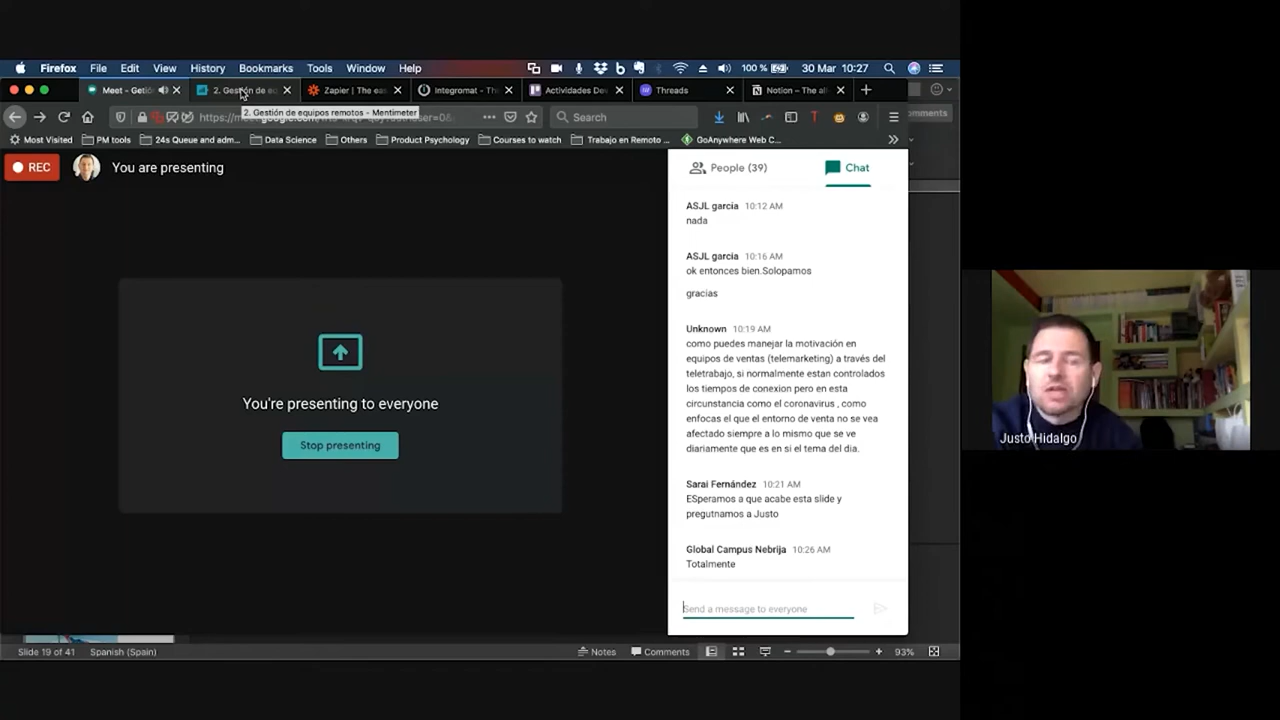 Firefox File Edit View History Bookmarks Tools Window Help 100 % 30 Mar 10:27
Meet - Gestió 2. Gestión de eq Zapier | The eas Integromat - The Actividades Dev Threads Notion – The all
2. Gestión de equipos remotos - Mentimeter
Search
Most Visited PM tools 24s Queue and adm... Data Science Others Product Psychology Courses to watch Trabajo en Remoto ... GoAnywhere Web C...
omments
REC
You are presenting
People (39)
Chat
ASJL garcia 10:12 AM
nada
ASJL garcia 10:16 AM
ok entonces bien.Solopamos
gracias
Unknown 10:19 AM
como puedes manejar la motivación en
equipos de ventas (telemarketing) a través del
teletrabajo, si normalmente estan controlados
los tiempos de conexion pero en esta
circunstancia como el coronavirus , como
enfocas el que el entorno de venta no se vea
afectado siempre a lo mismo que se ve
diariamente que es en si el tema del dia.
Sarai Fernández 10:21 AM
ESperamos a que acabe esta slide y
pregutnamos a Justo
Global Campus Nebrija 10:26 AM
Totalmente
Send a message to everyone
You're presenting to everyone
Stop presenting
Justo Hidalgo
Slide 19 of 41 Spanish (Spain) Notes Comments 93%